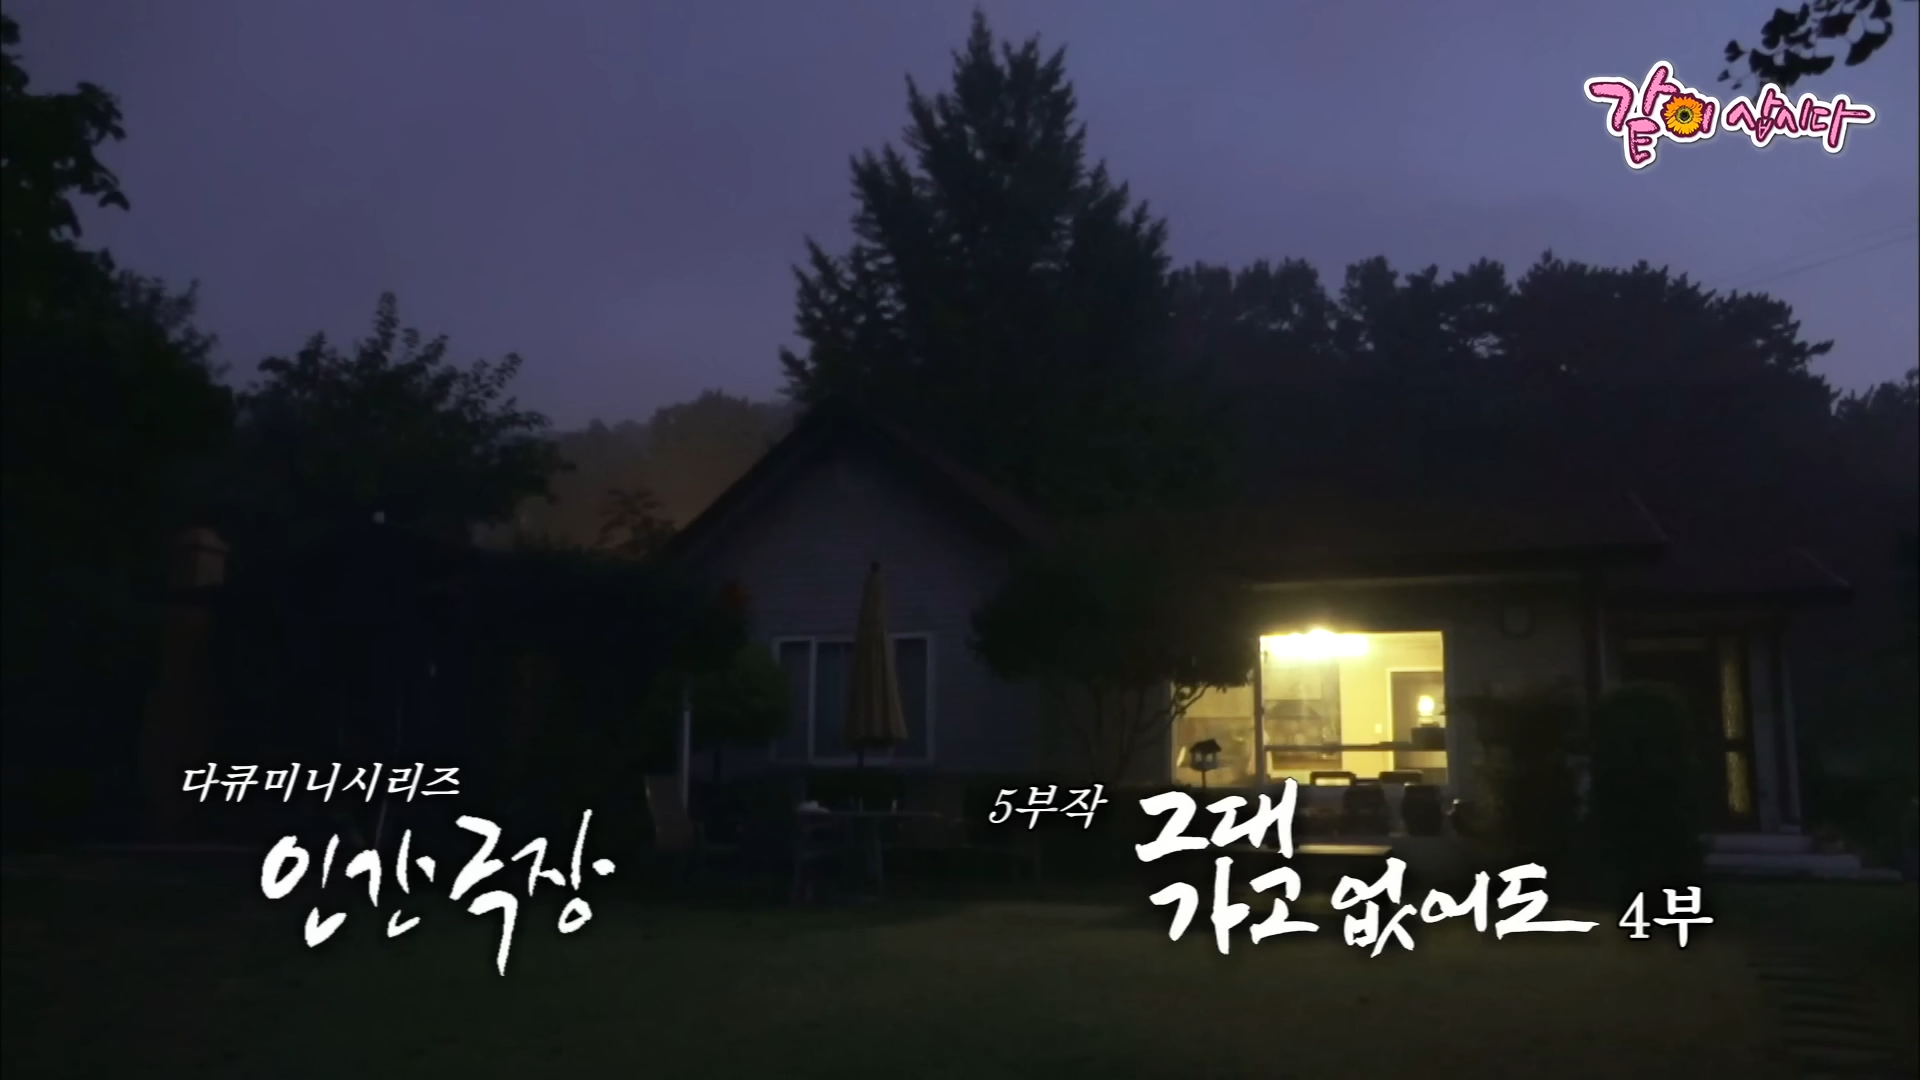 같이 삽시다
다큐미니시리즈
인간극장
5부작
그대
가고 없어도
4부